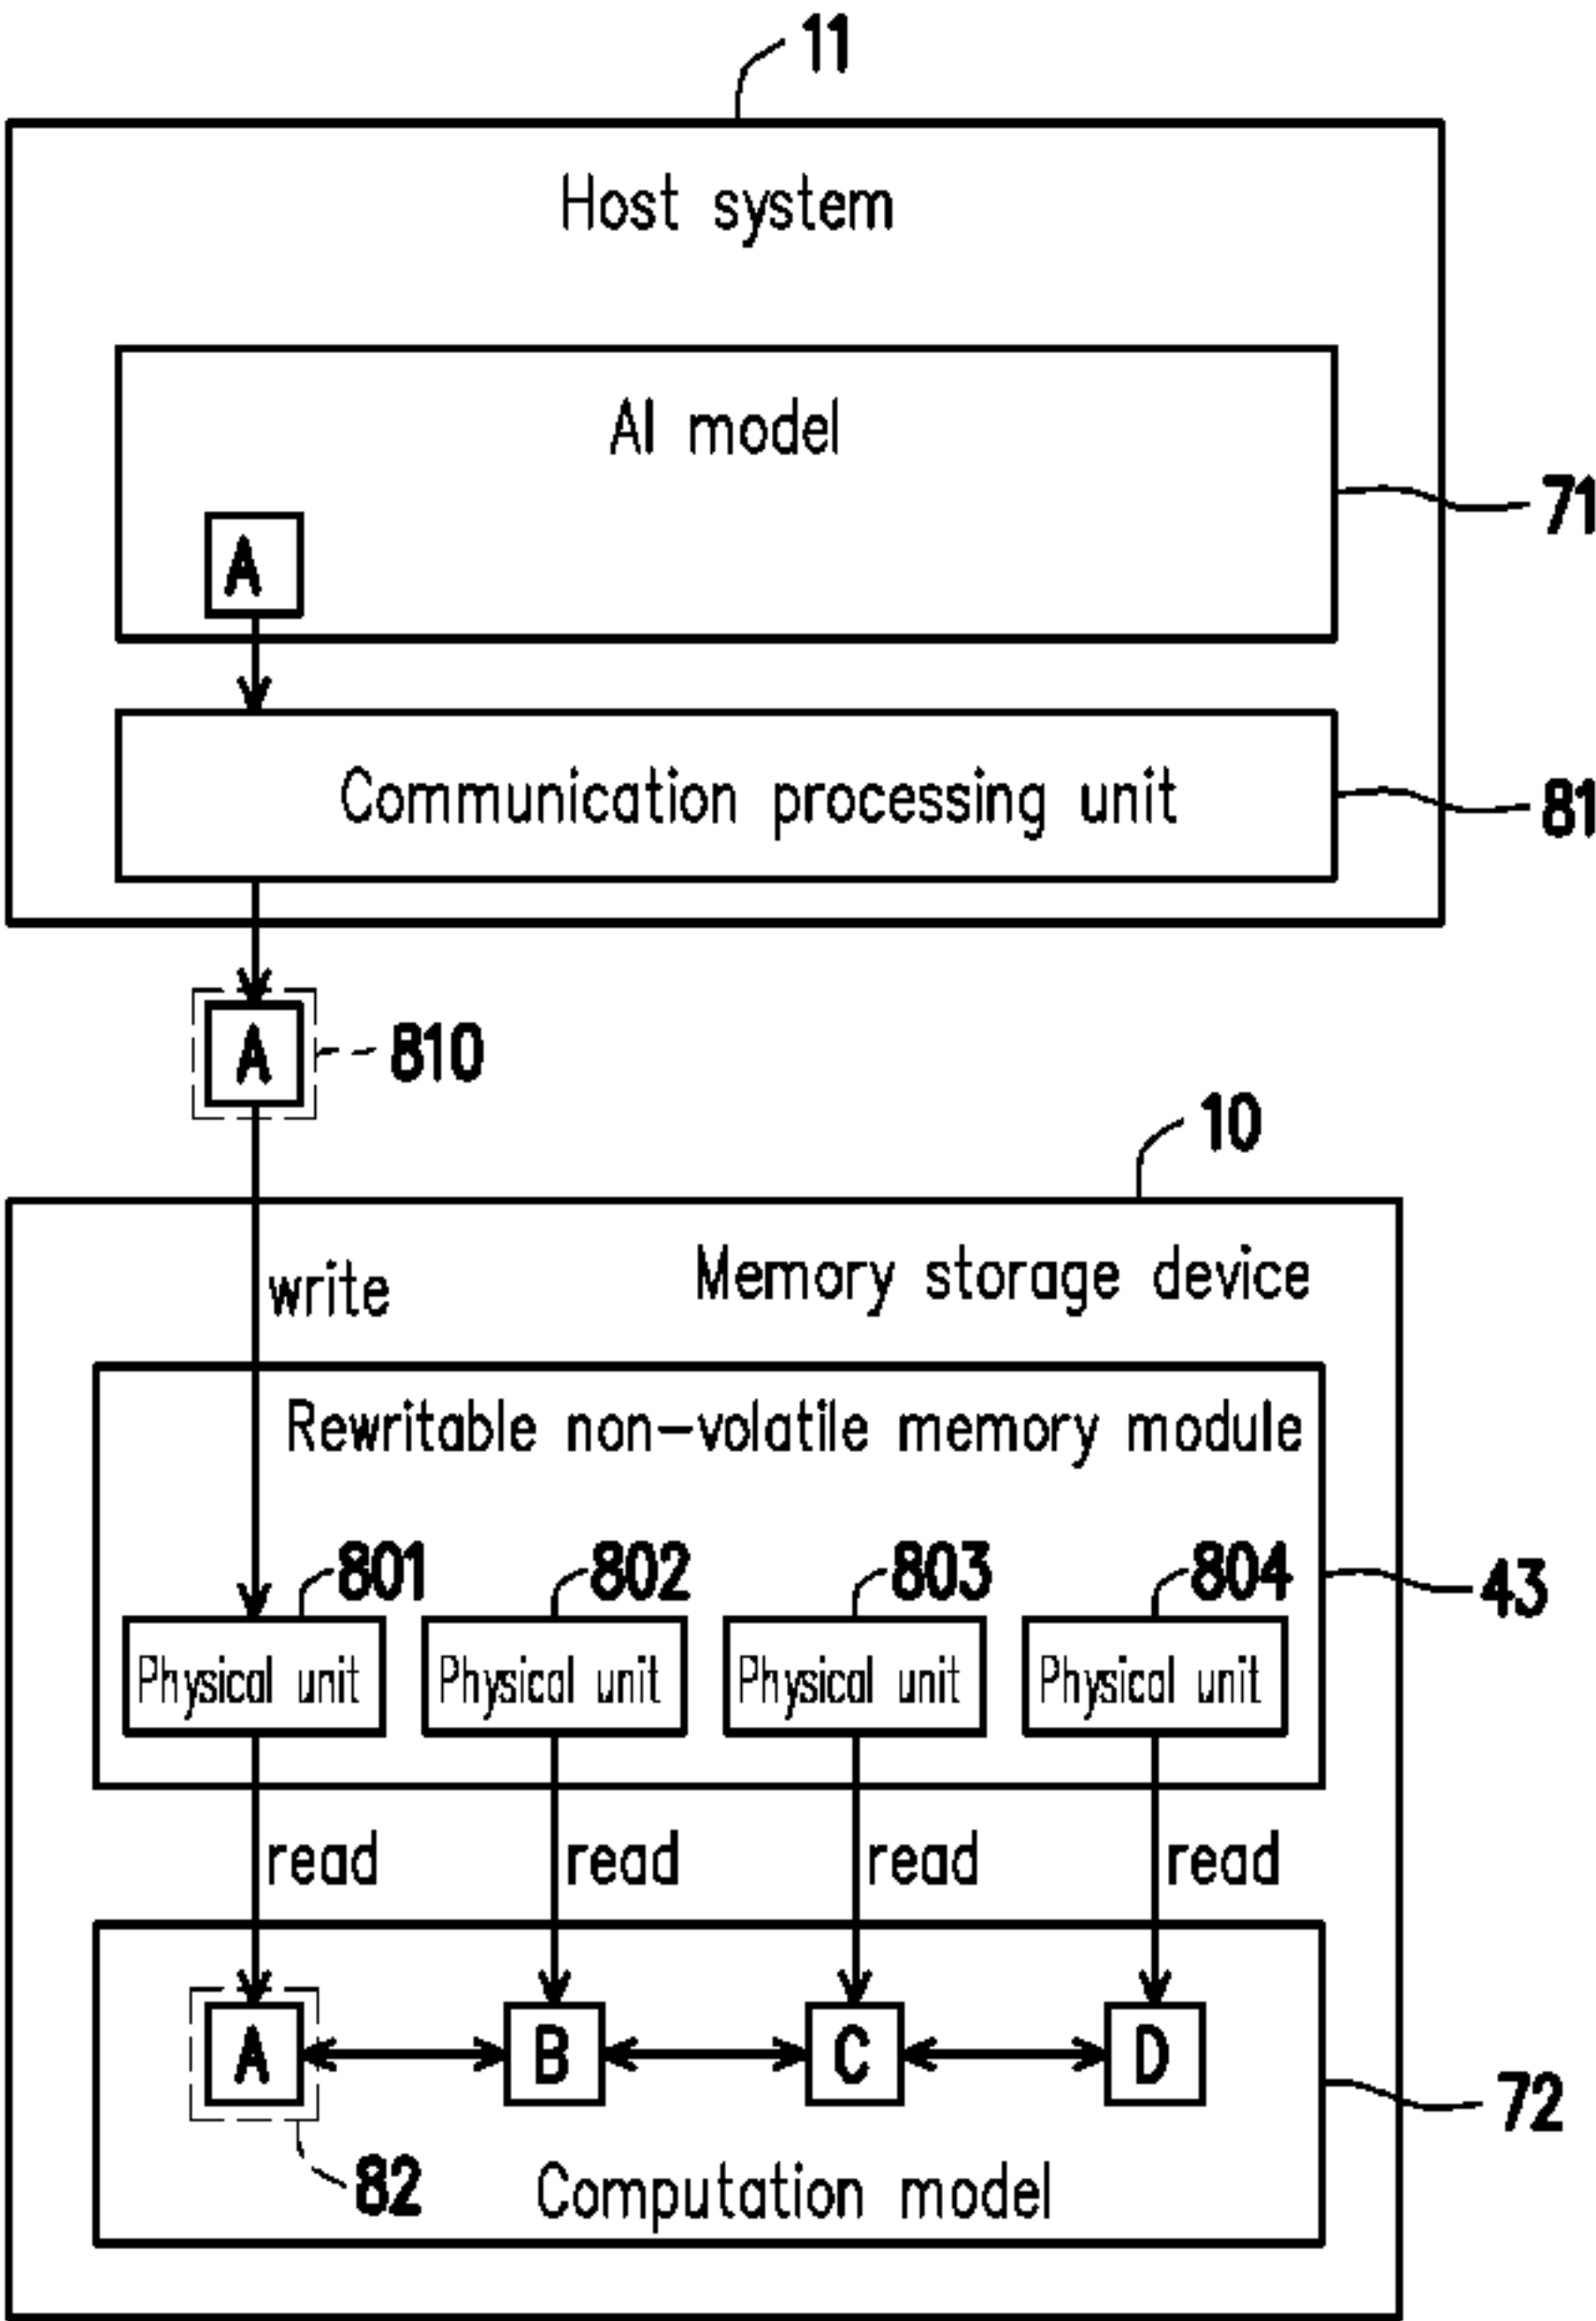 11
Host system
AI model
71
A
Communication processing unit
81
A
810
10
Memory storage device
write
Rewritable non-volatile memory module
801 802 803 804
43
Physical unit Physical unit Physical unit Physical unit
read read read read
A B C D
72
82
Computation model